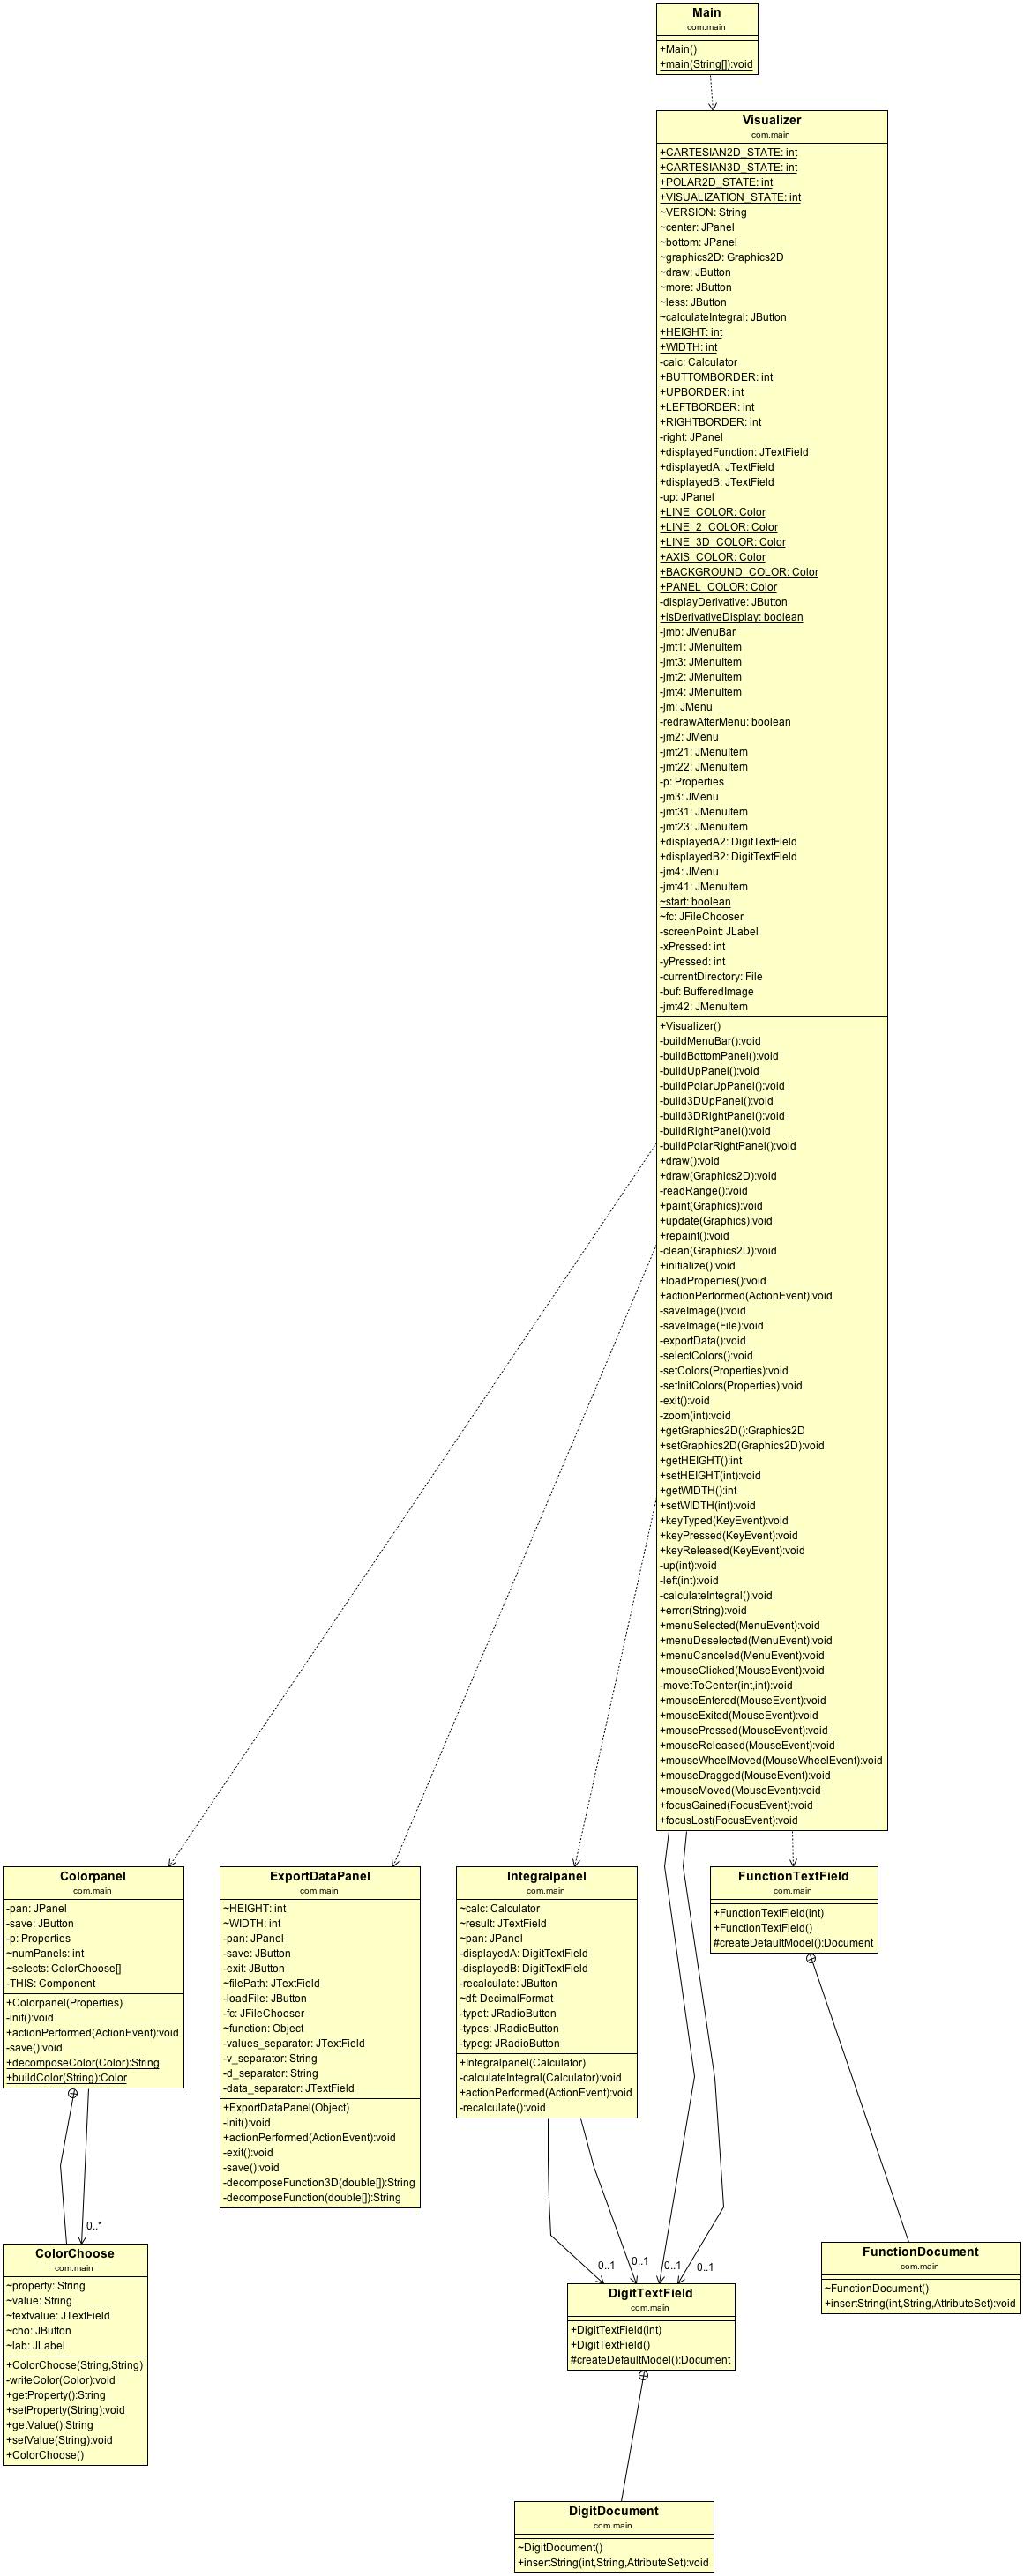 Main
com.main
+Main()
+main(String[]):void
Visualizer
com.main
+CARTESIAN2D_STATE: int
+CARTESIAN3D_STATE: int
+POLAR2D_STATE: int
+VISUALIZATION_STATE: int
~VERSION: String
~center: JPanel
~bottom: JPanel
~graphics2D: Graphics2D
~draw: JButton
~more: JButton
~less: JButton
~calculateIntegral: JButton
+HEIGHT: int
+WIDTH: int
-calc: Calculator
+BUTTOMBORDER: int
+UPBORDER: int
+LEFTBORDER: int
+RIGHTBORDER: int
-right: JPanel
+displayedFunction: JTextField
+displayedA: JTextField
+displayedB: JTextField
-up: JPanel
+LINE_COLOR: Color
+LINE_2_COLOR: Color
+LINE_3D_COLOR: Color
+AXIS_COLOR: Color
+BACKGROUND_COLOR: Color
+PANEL_COLOR: Color
-displayDerivative: JButton
+isDerivativeDisplay: boolean
-jmb: JMenuBar
-jmt1: JMenuItem
-jmt3: JMenuItem
-jmt2: JMenuItem
-jmt4: JMenuItem
-jm: JMenu
-redrawAfterMenu: boolean
-jm2: JMenu
-jmt21: JMenuItem
-jmt22: JMenuItem
-p: Properties
-jm3: JMenu
-jmt31: JMenuItem
-jmt23: JMenuItem
+displayedA2: DigitTextField
+displayedB2: DigitTextField
-jm4: JMenu
-jmt41: JMenuItem
~start: boolean
~fc: JFileChooser
-screenPoint: JLabel
-xPressed: int
-yPressed: int
-currentDirectory: File
-buf: BufferedImage
-jmt42: JMenuItem
+Visualizer()
-buildMenuBar():void
-buildBottomPanel():void
-buildUpPanel():void
-buildPolarUpPanel():void
-build3DUpPanel():void
-build3DRightPanel():void
-buildRightPanel():void
-buildPolarRightPanel():void
+draw():void
+draw(Graphics2D):void
-readRange():void
+paint(Graphics):void
+update(Graphics):void
+repaint():void
-clean(Graphics2D):void
+initialize():void
+loadProperties():void
+actionPerformed(ActionEvent):void
-saveImage():void
-saveImage(File):void
-exportData():void
-selectColors():void
-setColors(Properties):void
-setInitColors(Properties):void
-exit():void
-zoom(int):void
+getGraphics2D():Graphics2D
+setGraphics2D(Graphics2D):void
+getHEIGHT():int
+setHEIGHT(int):void
+getWIDTH():int
+setWIDTH(int):void
+keyTyped(KeyEvent):void
+keyPressed(KeyEvent):void
+keyReleased(KeyEvent):void
-up(int):void
-left(int):void
-calculateIntegral():void
+error(String):void
+menuSelected(MenuEvent):void
+menuDeselected(MenuEvent):void
+menuCanceled(MenuEvent):void
+mouseClicked(MouseEvent):void
-movetToCenter(int,int):void
+mouseEntered(MouseEvent):void
+mouseExited(MouseEvent):void
+mousePressed(MouseEvent):void
+mouseReleased(MouseEvent):void
+mouseWheelMoved(MouseWheelEvent):void
+mouseDragged(MouseEvent):void
+mouseMoved(MouseEvent):void
+focusGained(FocusEvent):void
+focusLost(FocusEvent):void
Colorpanel
com.main
-pan: JPanel
-save: JButton
-p: Properties
~numPanels: int
~selects: ColorChoose[]
-THIS: Component
+Colorpanel(Properties)
-init():void
+actionPerformed(ActionEvent):void
-save():void
+decomposeColor(Color):String
+buildColor(String):Color
ExportDataPanel
com.main
~HEIGHT: int
~WIDTH: int
-pan: JPanel
-save: JButton
-exit: JButton
~filePath: JTextField
-loadFile: JButton
-fc: JFileChooser
~function: Object
-values_separator: JTextField
-v_separator: String
-d_separator: String
-data_separator: JTextField
+ExportDataPanel(Object)
-init():void
+actionPerformed(ActionEvent):void
-exit():void
-save():void
-decomposeFunction3D(double[]):String
-decomposeFunction(double[]):String
Integralpanel
com.main
~calc: Calculator
~result: JTextField
~pan: JPanel
-displayedA: DigitTextField
-displayedB: DigitTextField
-recalculate: JButton
~df: DecimalFormat
-typet: JRadioButton
-types: JRadioButton
-typeg: JRadioButton
+Integralpanel(Calculator)
-calculateIntegral(Calculator):void
+actionPerformed(ActionEvent):void
-recalculate():void
FunctionTextField
com.main
+FunctionTextField(int)
+FunctionTextField()
#createDefaultModel():Document
0..*
ColorChoose
com.main
~property: String
~value: String
~textvalue: JTextField
~cho: JButton
~lab: JLabel
+ColorChoose(String,String)
-writeColor(Color):void
+getProperty():String
+setProperty(String):void
+getValue():String
+setValue(String):void
+ColorChoose()
0..1
0..1
0..1
0..1
DigitTextField
com.main
+DigitTextField(int)
+DigitTextField()
#createDefaultModel():Document
FunctionDocument
com.main
~FunctionDocument()
+insertString(int,String,AttributeSet):void
DigitDocument
com.main
~DigitDocument()
+insertString(int,String,AttributeSet):void